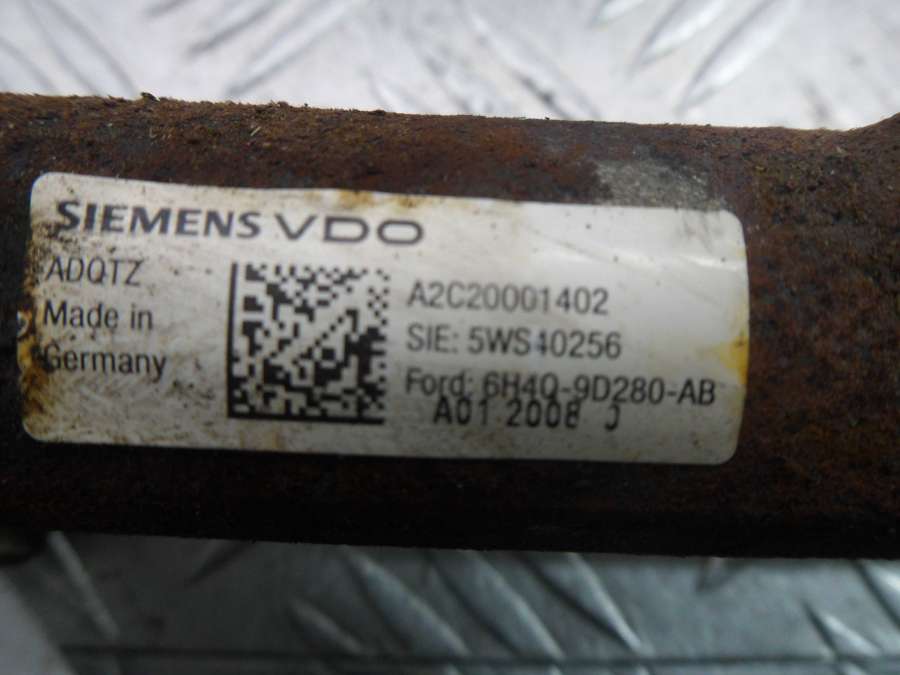 SIEMENS VDO
ADQTZ
Made in
Germany
A2C20001402
SIE: 5WS40256
Ford: 6H4Q-9D280-AB
A01 2008 J